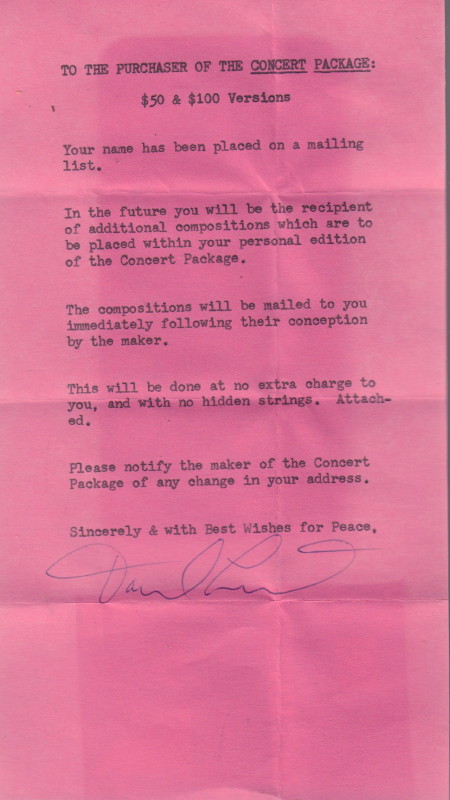 TO THE PURCHASER OF THE CONCERT PACKAGE:
$50 & $100 Versions
Your name has been placed on a mailing
list.
In the future you will be the recipient
of additional compositions which are to
be placed within your personal edition
of the Concert Package.
The compositions will be mailed to you
immediately following their conception
by the maker.
This will be done at no extra charge to
you, and with no hidden strings. Attach-
ed.
Please notify the maker of the Concert
Package of any change in your address.
Sincerely & with Best Wishes for Peace,